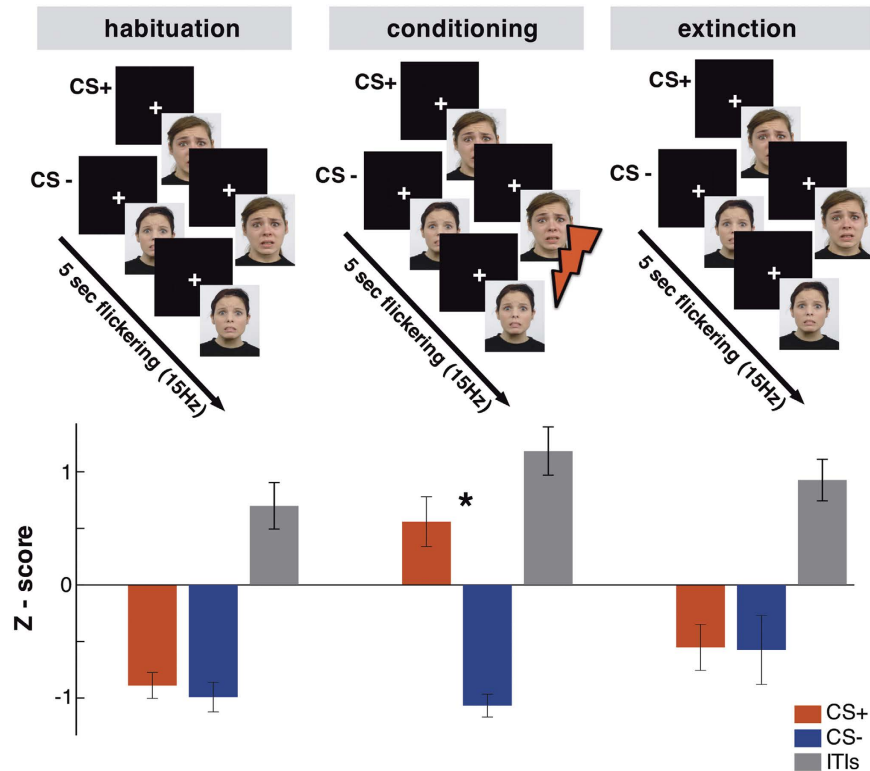 habituation
conditioning
extinction
CS+
CS -
5 sec flickering (15Hz)
CS+
CS -
5 sec flickering (15Hz)
CS+
CS -
5 sec flickering (15Hz)
Z - score
1
0
-1
*
CS+
CS-
ITIs